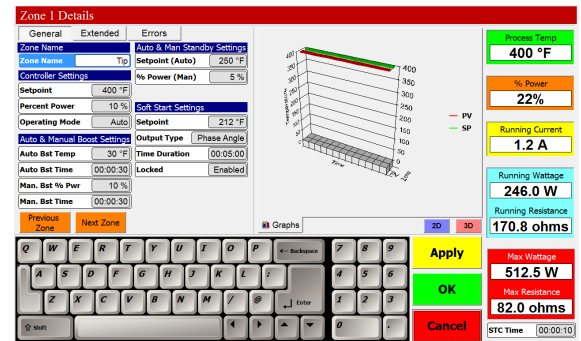 Zone 1 Details
General Extended Errors
Zone Name
Zone Name Tip
Controller Settings
Setpoint 400 °F
Percent Power 10 %
Operating Mode Auto
Auto & Manual Boost Settings
Auto Bst Temp 30 °F
Auto Bst Time 00:00:30
Man. Bst % Pwr 10 %
Man. Bst Time 00:00:30
Previous Zone
Next Zone
Auto & Man Standby Settings
Setpoint (Auto) 250 °F
% Power (Man) 5 %
Soft Start Settings
Setpoint 212 °F
Output Type Phase Angle
Time Duration 00:05:00
Locked Enabled
400
Temperature
Time
400
350
300
250
200
150
100
50
0
PV
SP
Graphs 2D 3D
Process Temp
400 °F
% Power
22%
Running Current
1.2 A
Running Wattage
246.0 W
Running Resistance
170.8 ohms
Max Wattage
512.5 W
Max Resistance
82.0 ohms
STC Time 00:00:10
Q W E R T Y U I O P Backspace 7 8 9
A S D F G H J K L : 4 5 6
Z X C V B N M / @ Enter 1 2 3
Shift 0 .
Apply
OK
Cancel